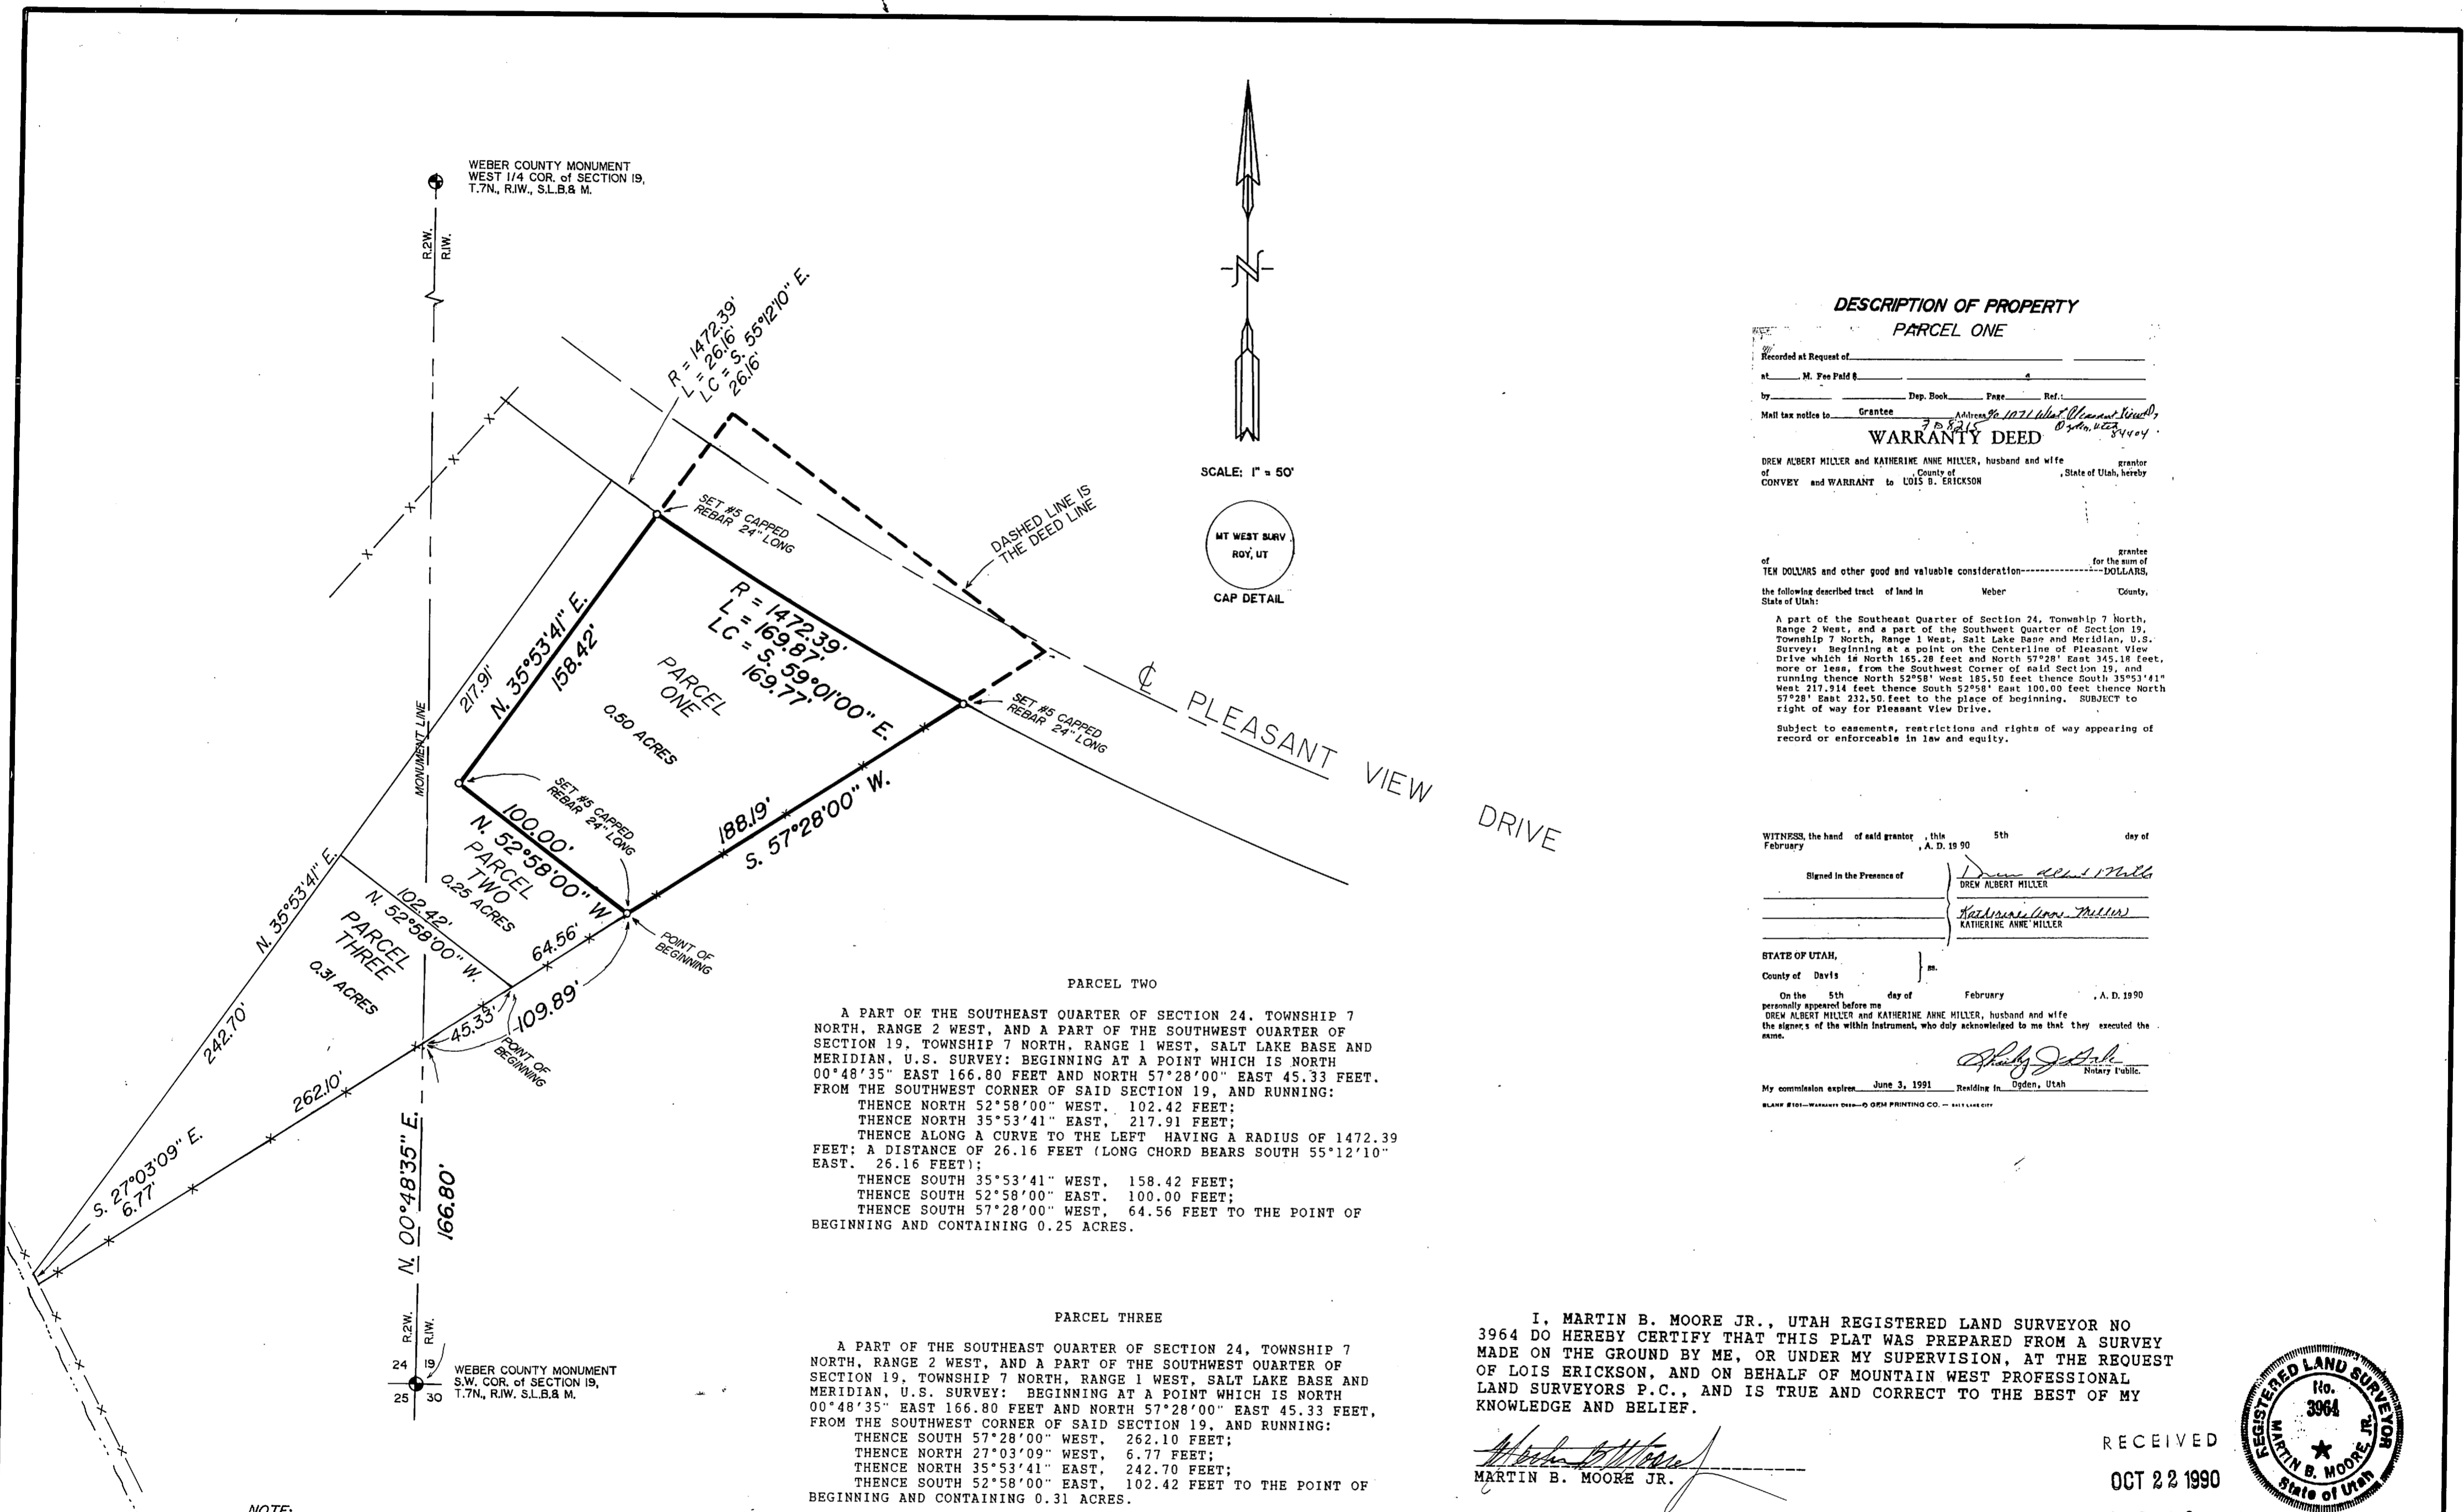 WEBER COUNTY MONUMENT
WEST 1/4 COR. of SECTION 19,
T.7N., R.1W., S.L.B.& M.
R.2W.
R.1W.
R = 1472.39'
L = 26.16'
LC = S. 55°12'10" E.
26.16'
N
SCALE: 1" = 50'
MT WEST SURV
ROY, UT
CAP DETAIL
SET #5 CAPPED
REBAR 24" LONG
DASHED LINE IS
THE DEED LINE
R = 1472.39'
L = 169.87'
LC = S. 59°01'00" E.
169.77'
N. 35°53'41" E.
158.42'
217.91'
PARCEL
ONE
0.50 ACRES
MONUMENT LINE
SET #5 CAPPED
REBAR 24" LONG
℄ PLEASANT VIEW DRIVE
SET #5 CAPPED
REBAR 24" LONG
188.19'
S. 57°28'00" W.
100.00'
N. 52°58'00" W
PARCEL
TWO
0.25 ACRES
102.42'
N. 52°58'00" W.
N. 35°53'41" E.
242.70'
PARCEL
THREE
0.31 ACRES
64.56'
POINT OF
BEGINNING
109.89'
45.33'
POINT OF
BEGINNING
262.10'
S. 27°03'09" E.
6.77'
N. 00°48'35" E.
166.80'
R.2W.
R.1W.
24 19
25 30
WEBER COUNTY MONUMENT
S.W. COR. of SECTION 19,
T.7N., R.1W. S.L.B.& M.
NOTE:
PARCEL TWO
A PART OF THE SOUTHEAST QUARTER OF SECTION 24. TOWNSHIP 7
NORTH, RANGE 2 WEST, AND A PART OF THE SOUTHWEST QUARTER OF
SECTION 19, TOWNSHIP 7 NORTH, RANGE 1 WEST, SALT LAKE BASE AND
MERIDIAN, U.S. SURVEY: BEGINNING AT A POINT WHICH IS NORTH
00°48'35" EAST 166.80 FEET AND NORTH 57°28'00" EAST 45.33 FEET.
FROM THE SOUTHWEST CORNER OF SAID SECTION 19, AND RUNNING:
THENCE NORTH 52°58'00" WEST. 102.42 FEET;
THENCE NORTH 35°53'41" EAST, 217.91 FEET;
THENCE ALONG A CURVE TO THE LEFT HAVING A RADIUS OF 1472.39
FEET; A DISTANCE OF 26.16 FEET (LONG CHORD BEARS SOUTH 55°12'10"
EAST. 26.16 FEET);
THENCE SOUTH 35°53'41" WEST, 158.42 FEET;
THENCE SOUTH 52°58'00" EAST. 100.00 FEET;
THENCE SOUTH 57°28'00" WEST, 64.56 FEET TO THE POINT OF
BEGINNING AND CONTAINING 0.25 ACRES.
PARCEL THREE
A PART OF THE SOUTHEAST QUARTER OF SECTION 24, TOWNSHIP 7
NORTH, RANGE 2 WEST, AND A PART OF THE SOUTHWEST QUARTER OF
SECTION 19, TOWNSHIP 7 NORTH, RANGE 1 WEST, SALT LAKE BASE AND
MERIDIAN, U.S. SURVEY: BEGINNING AT A POINT WHICH IS NORTH
00°48'35" EAST 166.80 FEET AND NORTH 57°28'00" EAST 45.33 FEET,
FROM THE SOUTHWEST CORNER OF SAID SECTION 19, AND RUNNING:
THENCE SOUTH 57°28'00" WEST, 262.10 FEET;
THENCE NORTH 27°03'09" WEST, 6.77 FEET;
THENCE NORTH 35°53'41" EAST, 242.70 FEET;
THENCE SOUTH 52°58'00" EAST, 102.42 FEET TO THE POINT OF
BEGINNING AND CONTAINING 0.31 ACRES.
DESCRIPTION OF PROPERTY
PARCEL ONE
Recorded at Request of
at M. Fee Paid $
by Dep. Book Page Ref.:
Mail tax notice to Grantee Address % 1071 West Pleasant View Dr
Ogden, Utah
84404
WARRANTY DEED
DREW ALBERT MILLER and KATHERINE ANNE MILLER, husband and wife grantor
of , County of , State of Utah, hereby
CONVEY and WARRANT to LOIS B. ERICKSON
grantee
of for the sum of
TEN DOLLARS and other good and valuable consideration----------------DOLLARS,
the following described tract of land in Weber County,
State of Utah:
A part of the Southeast Quarter of Section 24, Tonwship 7 North,
Range 2 West, and a part of the Southwest Quarter of Section 19,
Township 7 North, Range 1 West, Salt Lake Base and Meridian, U.S.
Survey: Beginning at a point on the Centerline of Pleasant View
Drive which is North 165.28 feet and North 57°28' East 345.18 feet,
more or less, from the Southwest Corner of said Section 19, and
running thence North 52°58' West 185.50 feet thence South 35°53'41"
West 217.914 feet thence South 52°58' East 100.00 feet thence North
57°28' East 232.50 feet to the place of beginning. SUBJECT to
right of way for Pleasant View Drive.
Subject to easements, restrictions and rights of way appearing of
record or enforceable in law and equity.
WITNESS, the hand of said grantor , this 5th day of
February , A. D. 19 90
Signed in the Presence of
DREW ALBERT MILLER
Katherine Anne Miller
KATHERINE ANNE MILLER
STATE OF UTAH,
ss.
County of Davis
On the 5th day of February , A. D. 1990
personally appeared before me
DREW ALBERT MILLER and KATHERINE ANNE MILLER, husband and wife
the signer,s of the within instrument, who duly acknowledged to me that they executed the
same.
Notary Public.
My commission expires June 3, 1991 Residing in Ogden, Utah
BLANK #101—WARRANTY DEED—© GEM PRINTING CO. — SALT LAKE CITY
I, MARTIN B. MOORE JR., UTAH REGISTERED LAND SURVEYOR NO
3964 DO HEREBY CERTIFY THAT THIS PLAT WAS PREPARED FROM A SURVEY
MADE ON THE GROUND BY ME, OR UNDER MY SUPERVISION, AT THE REQUEST
OF LOIS ERICKSON, AND ON BEHALF OF MOUNTAIN WEST PROFESSIONAL
LAND SURVEYORS P.C., AND IS TRUE AND CORRECT TO THE BEST OF MY
KNOWLEDGE AND BELIEF.
MARTIN B. MOORE JR.
RECEIVED
OCT 22 1990
REGISTERED LAND SURVEYOR
No.
3964
MARTIN B. MOORE, JR.
State of Utah